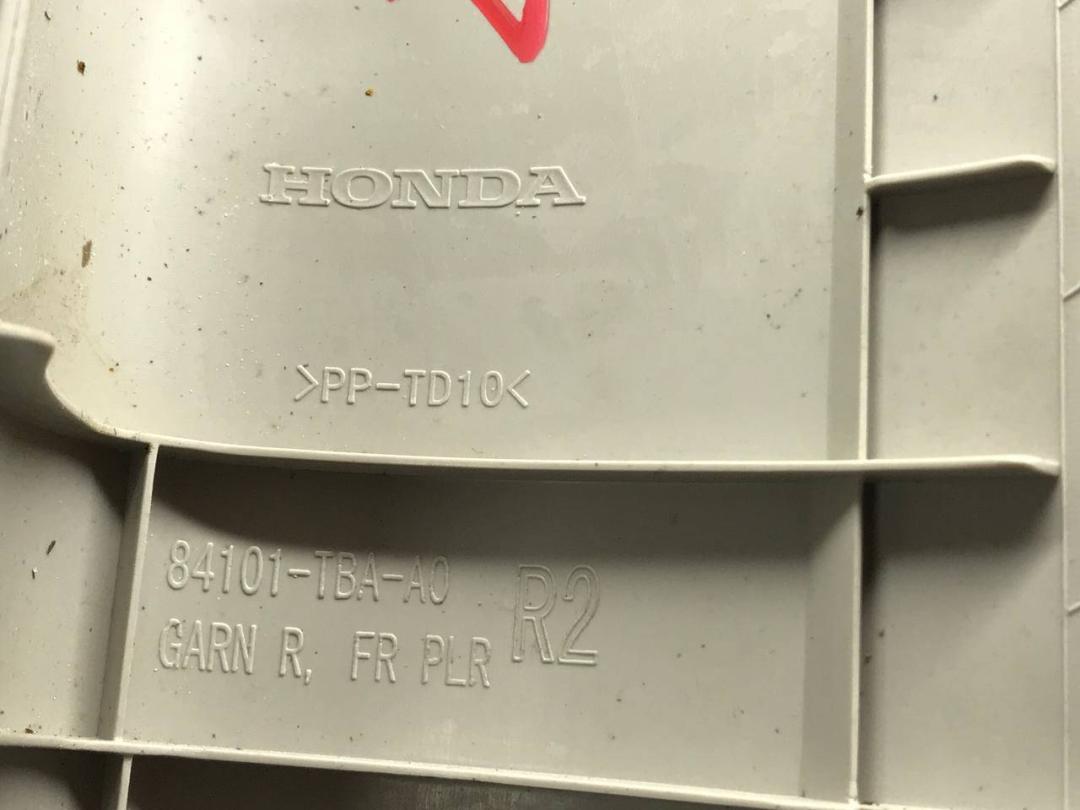 HONDA
>PP-TD10<
84101-TBA-A0
GARN R, FR PLR
R2